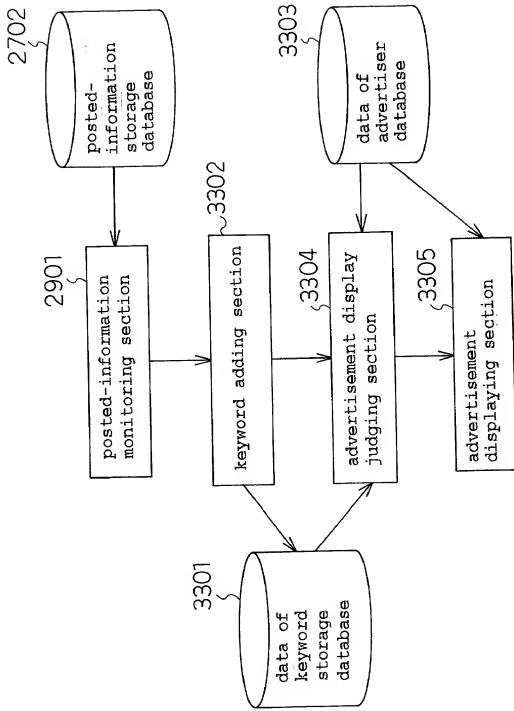 2702
posted-
information
storage
database
2901
posted-information
monitoring section
3302
keyword adding section
3301
data of
keyword
storage
database
3303
data of
advertiser
database
3304
advertisement display
judging section
3305
advertisement
displaying section